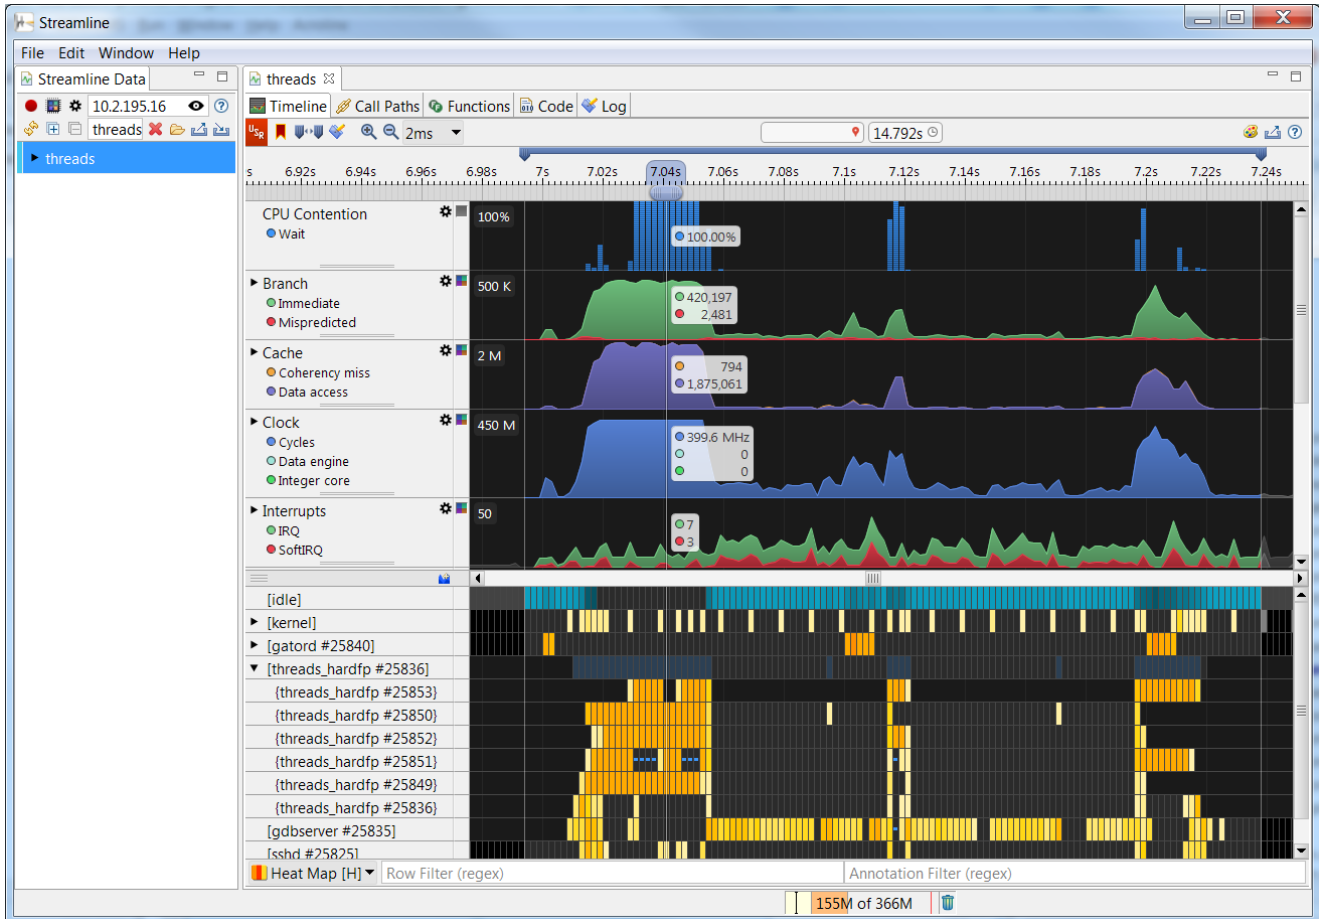 Streamline
File Edit Window Help
Streamline Data
threads
10.2.195.16
Timeline Call Paths Functions Code Log
threads
2ms
14.792s
threads
s 6.92s 6.94s 6.96s 6.98s 7s 7.02s 7.04s 7.06s 7.08s 7.1s 7.12s 7.14s 7.16s 7.18s 7.2s 7.22s 7.24s
CPU Contention
100%
Wait
100.00%
Branch
500 K
Immediate
420,197
Mispredicted
2,481
Cache
2 M
Coherency miss
794
Data access
1,875,061
Clock
450 M
Cycles
399.6 MHz
Data engine
0
Integer core
0
Interrupts
50
IRQ
7
SoftIRQ
3
[idle]
[kernel]
[gatord #25840]
[threads_hardfp #25836]
{threads_hardfp #25853}
{threads_hardfp #25850}
{threads_hardfp #25852}
{threads_hardfp #25851}
{threads_hardfp #25849}
{threads_hardfp #25836}
[gdbserver #25835]
[sshd #25825]
Heat Map [H] Row Filter (regex) Annotation Filter (regex)
155M of 366M